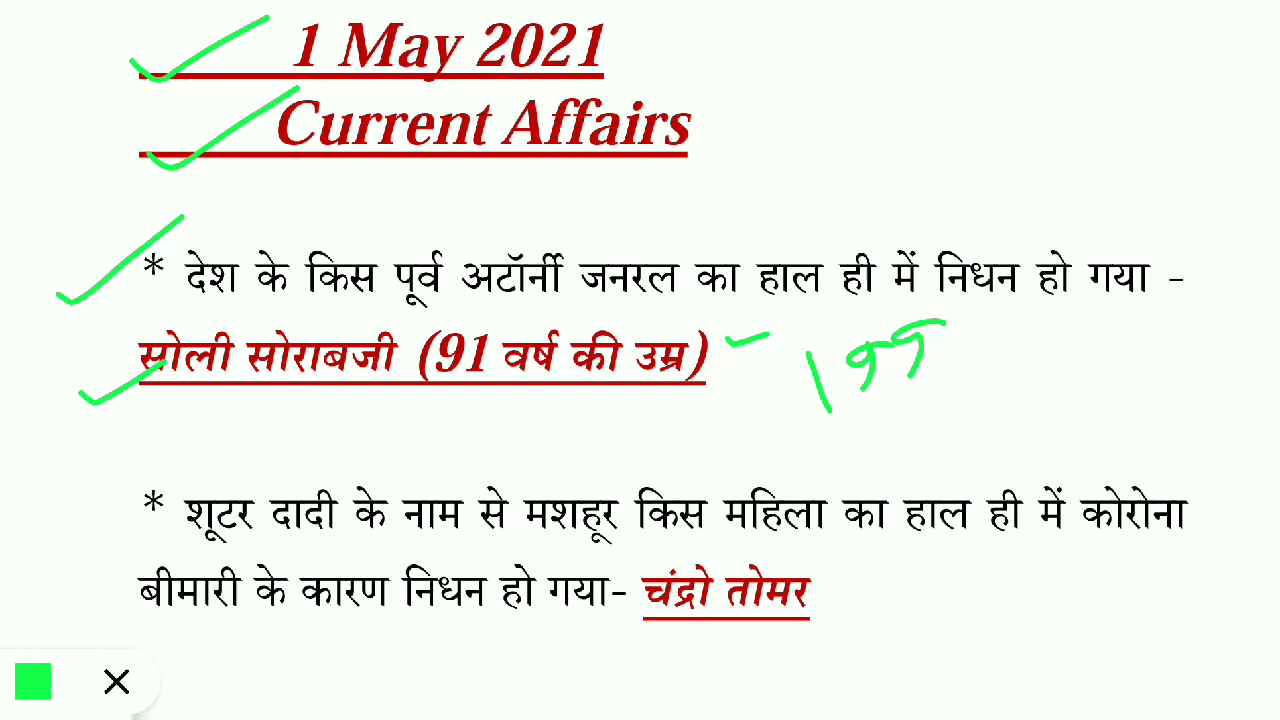 1 May 2021
Current Affairs
* देश के किस पूर्व अटॉर्नी जनरल का हाल ही में निधन हो गया -
सोली सोराबजी (91 वर्ष की उम्र)
* शूटर दादी के नाम से मशहूर किस महिला का हाल ही में कोरोना
बीमारी के कारण निधन हो गया- चंद्रो तोमर